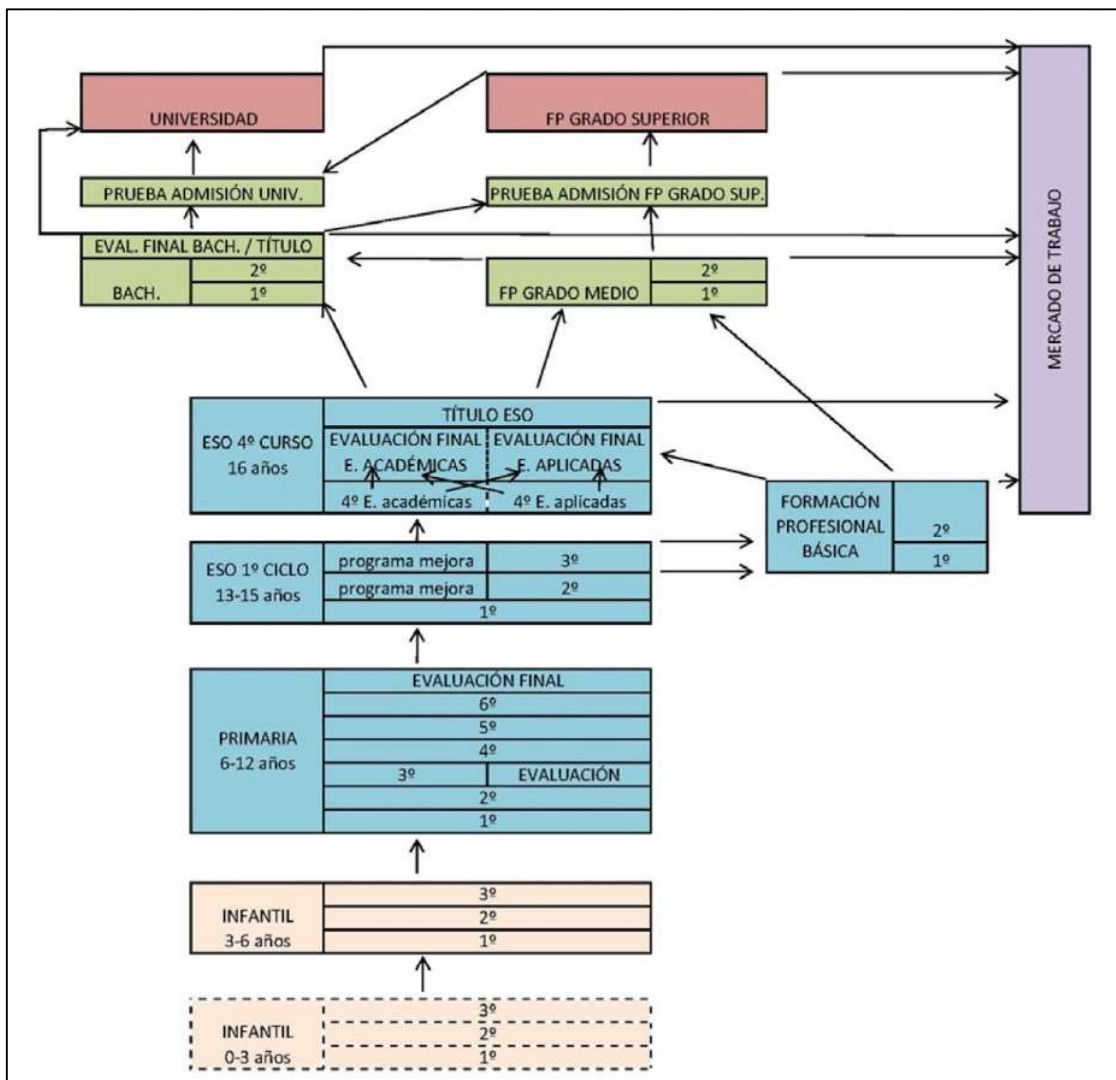 UNIVERSIDAD
FP GRADO SUPERIOR
PRUEBA ADMISIÓN UNIV.
PRUEBA ADMISIÓN FP GRADO SUP.
EVAL. FINAL BACH. / TÍTULO
BACH.
2º
1º
FP GRADO MEDIO
2º
1º
MERCADO DE TRABAJO
ESO 4º CURSO
16 años
TÍTULO ESO
EVALUACIÓN FINAL
E. ACADÉMICAS
EVALUACIÓN FINAL
E. APLICADAS
4º E. académicas
4º E. aplicadas
FORMACIÓN
PROFESIONAL
BÁSICA
2º
1º
ESO 1º CICLO
13-15 años
programa mejora
3º
programa mejora
2º
1º
PRIMARIA
6-12 años
EVALUACIÓN FINAL
6º
5º
4º
3º
EVALUACIÓN
2º
1º
INFANTIL
3-6 años
3º
2º
1º
INFANTIL
0-3 años
3º
2º
1º